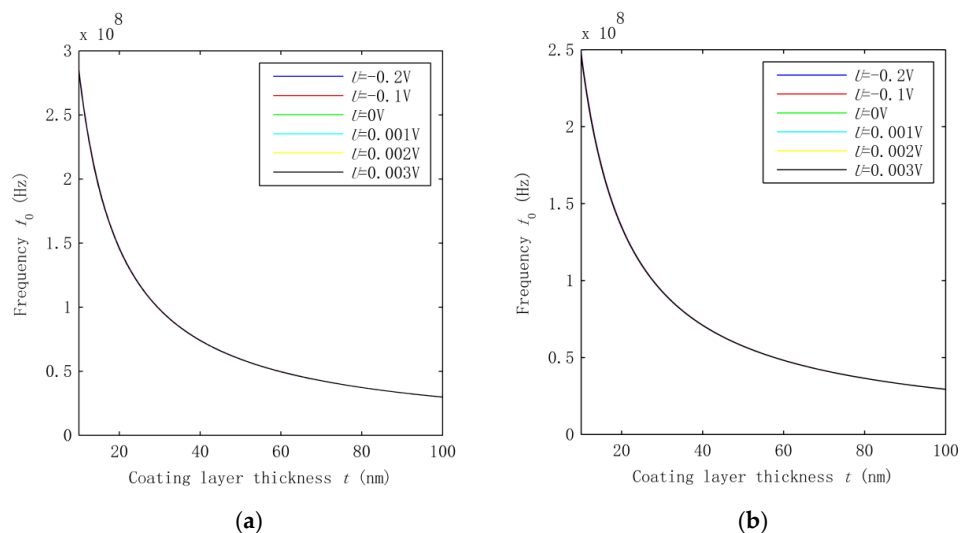 x 10^8
3
2.5
2
1.5
1
0.5
0
20 40 60 80 100
Frequency f_0 (Hz)
Coating layer thickness t (nm)
U=-0.2V
U=-0.1V
U=0V
U=0.001V
U=0.002V
U=0.003V
(a)
x 10^8
2.5
2
1.5
1
0.5
0
20 40 60 80 100
Frequency f_0 (Hz)
Coating layer thickness t (nm)
U=-0.2V
U=-0.1V
U=0V
U=0.001V
U=0.002V
U=0.003V
(b)